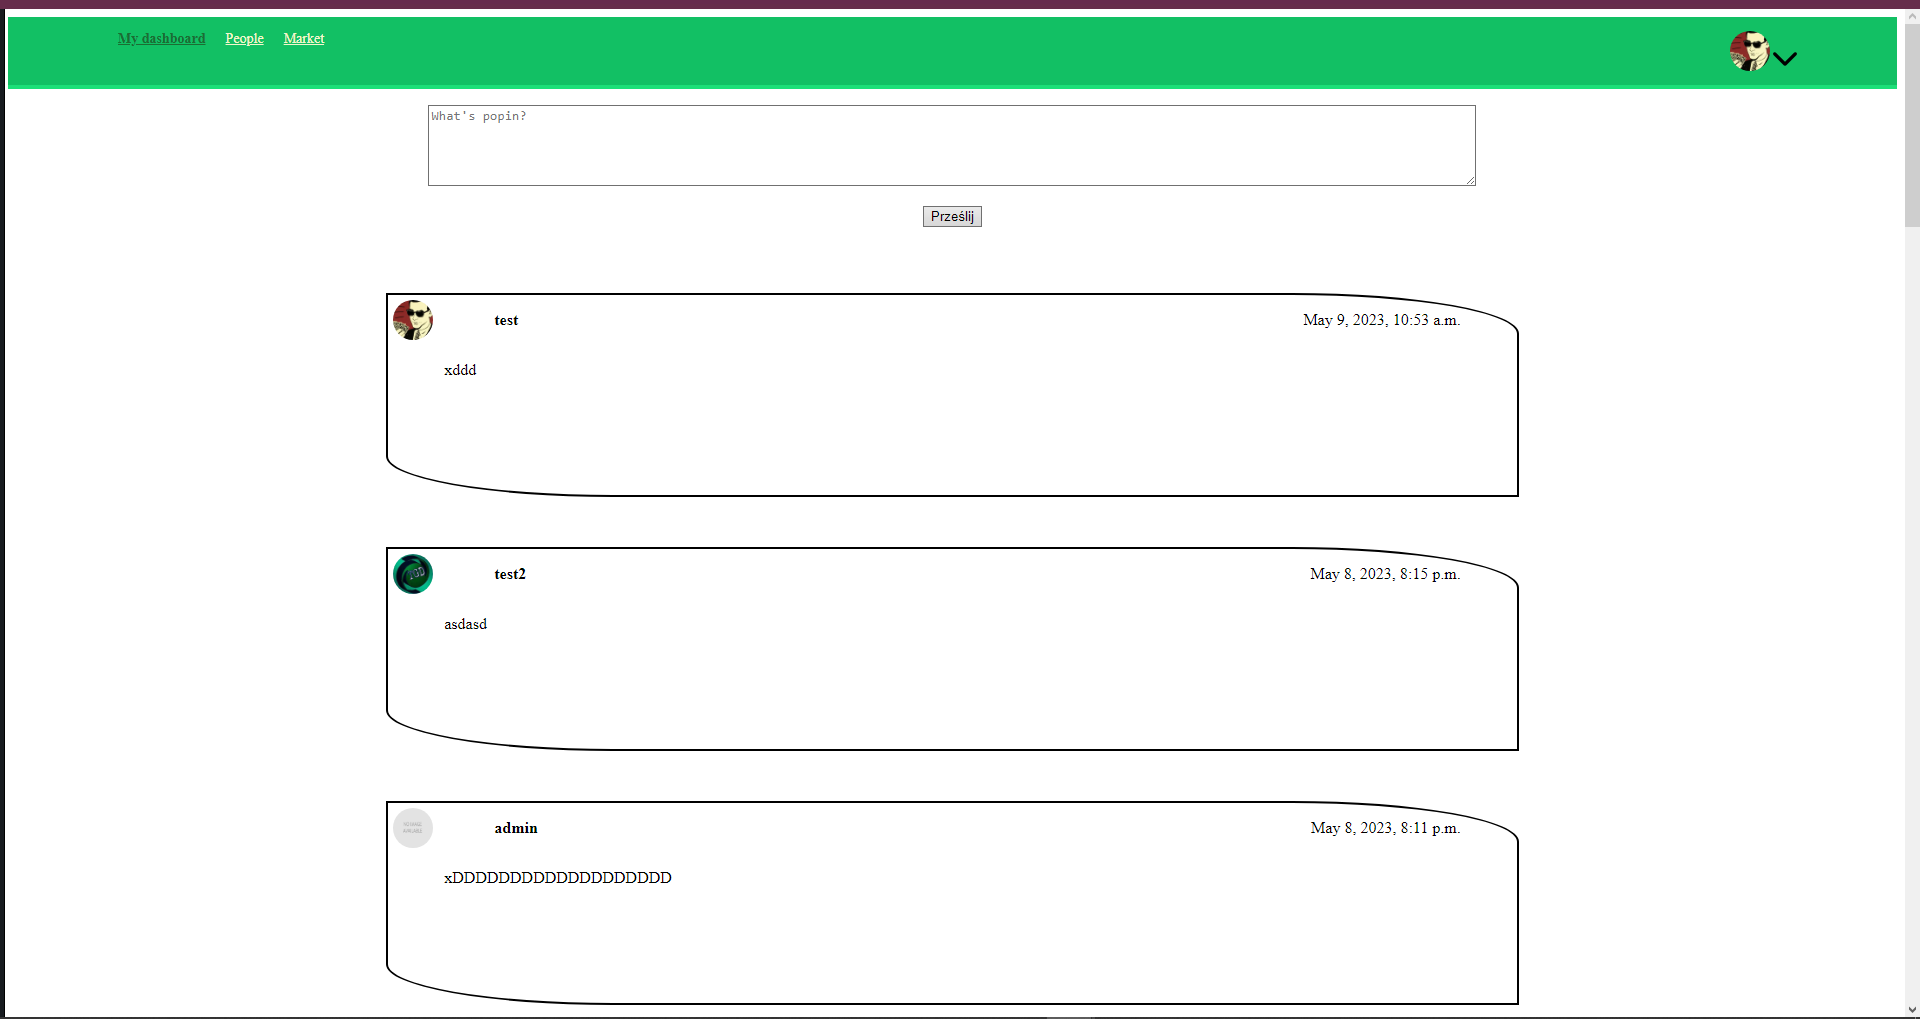 My dashboard People Market
What's popin?
Prześlij
test May 9, 2023, 10:53 a.m.
xddd
test2 May 8, 2023, 8:15 p.m.
asdasd
admin May 8, 2023, 8:11 p.m.
xDDDDDDDDDDDDDDDDDDD